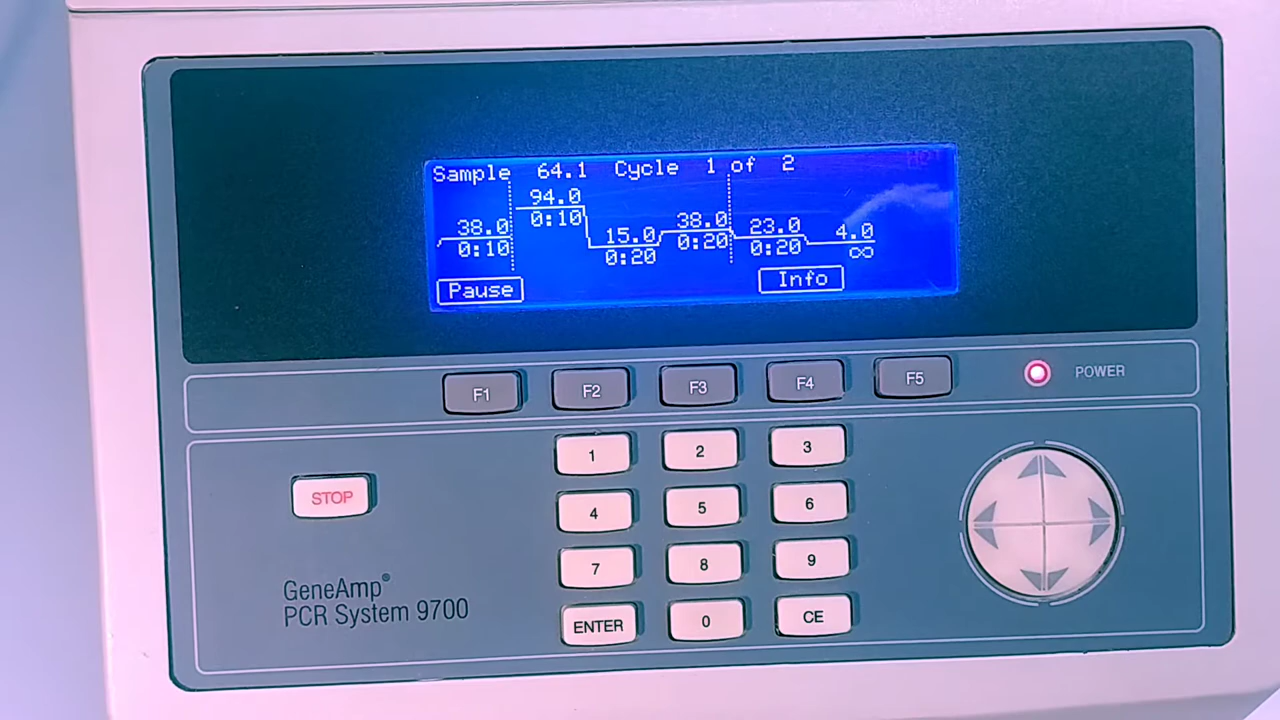 Sample 64.1 Cycle 1 of 2
94.0
0:10
38.0
0:10
15.0
0:20
38.0
0:20
23.0
0:20
4.0
∞
Pause
Info
F1 F2 F3 F4 F5
POWER
1 2 3
STOP
4 5 6
7 8 9
GeneAmp®
PCR System 9700
ENTER 0 CE